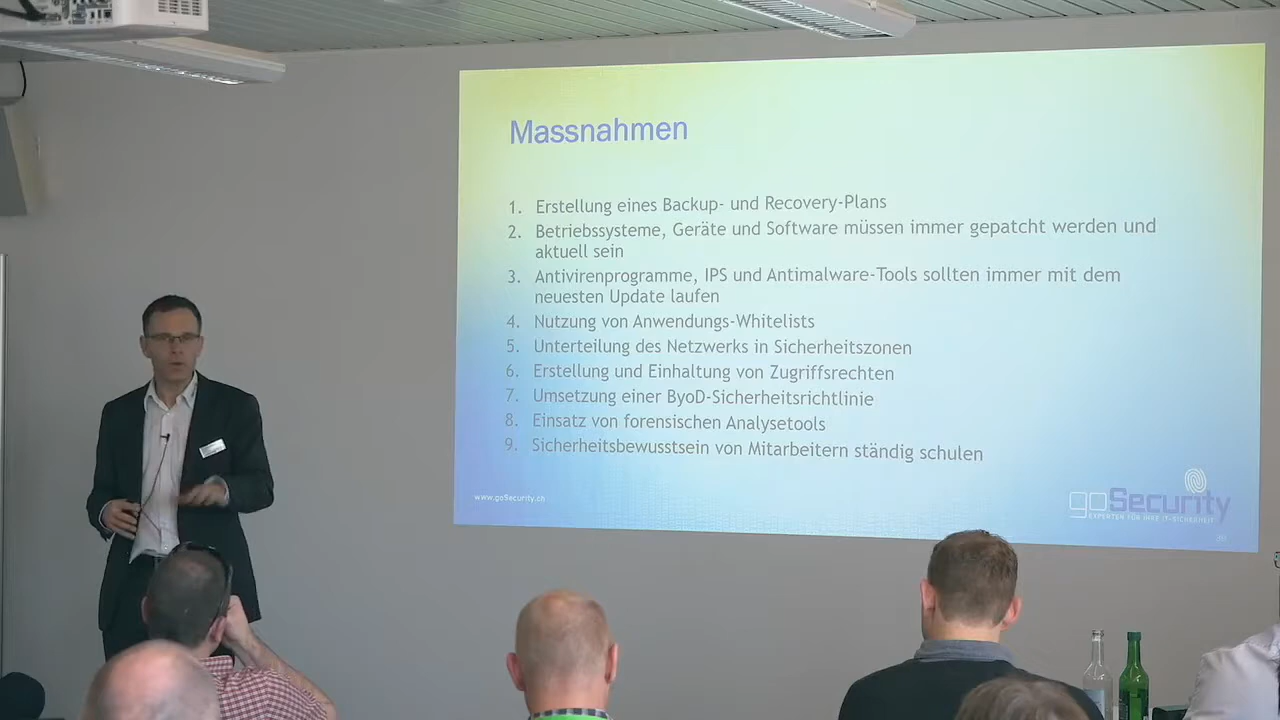 Massnahmen
1. Erstellung eines Backup- und Recovery-Plans
2. Betriebssysteme, Geräte und Software müssen immer gepatcht werden und
aktuell sein
3. Antivirenprogramme, IPS und Antimalware-Tools sollten immer mit dem
neuesten Update laufen
4. Nutzung von Anwendungs-Whitelists
5. Unterteilung des Netzwerks in Sicherheitszonen
6. Erstellung und Einhaltung von Zugriffsrechten
7. Umsetzung einer ByoD-Sicherheitsrichtlinie
8. Einsatz von forensischen Analysetools
9. Sicherheitsbewusstsein von Mitarbeitern ständig schulen
www.goSecurity.ch
goSecurity
EXPERTEN FÜR IHRE IT-SICHERHEIT